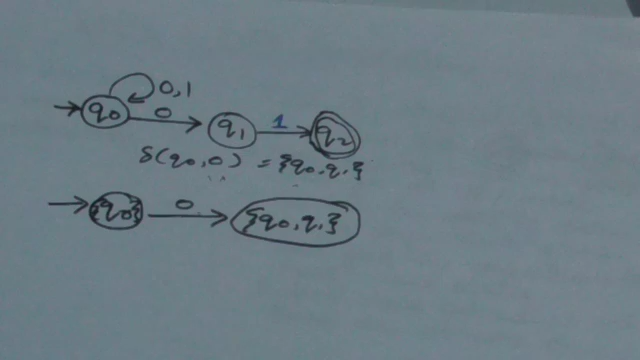 0,1
q0 0 q1 1 q2
δ(q0,0) = {q0,q1}
{q0} 0 {q0,q1}